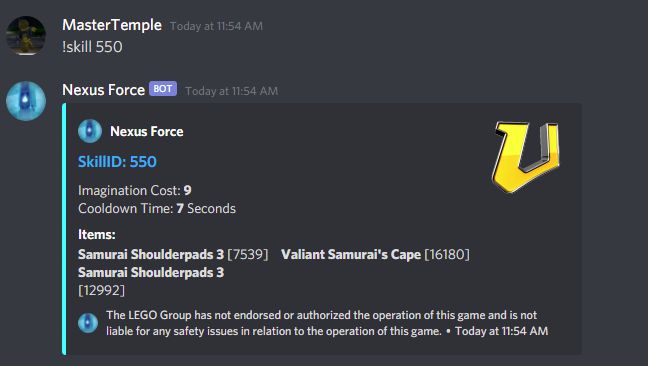 MasterTemple Today at 11:54 AM
!skill 550
Nexus Force BOT Today at 11:54 AM
Nexus Force
SkillID: 550
Imagination Cost: 9
Cooldown Time: 7 Seconds
Items:
Samurai Shoulderpads 3 [7539] Valiant Samurai's Cape [16180]
Samurai Shoulderpads 3
[12992]
The LEGO Group has not endorsed or authorized the operation of this game and is not
liable for any safety issues in relation to the operation of this game. • Today at 11:54 AM